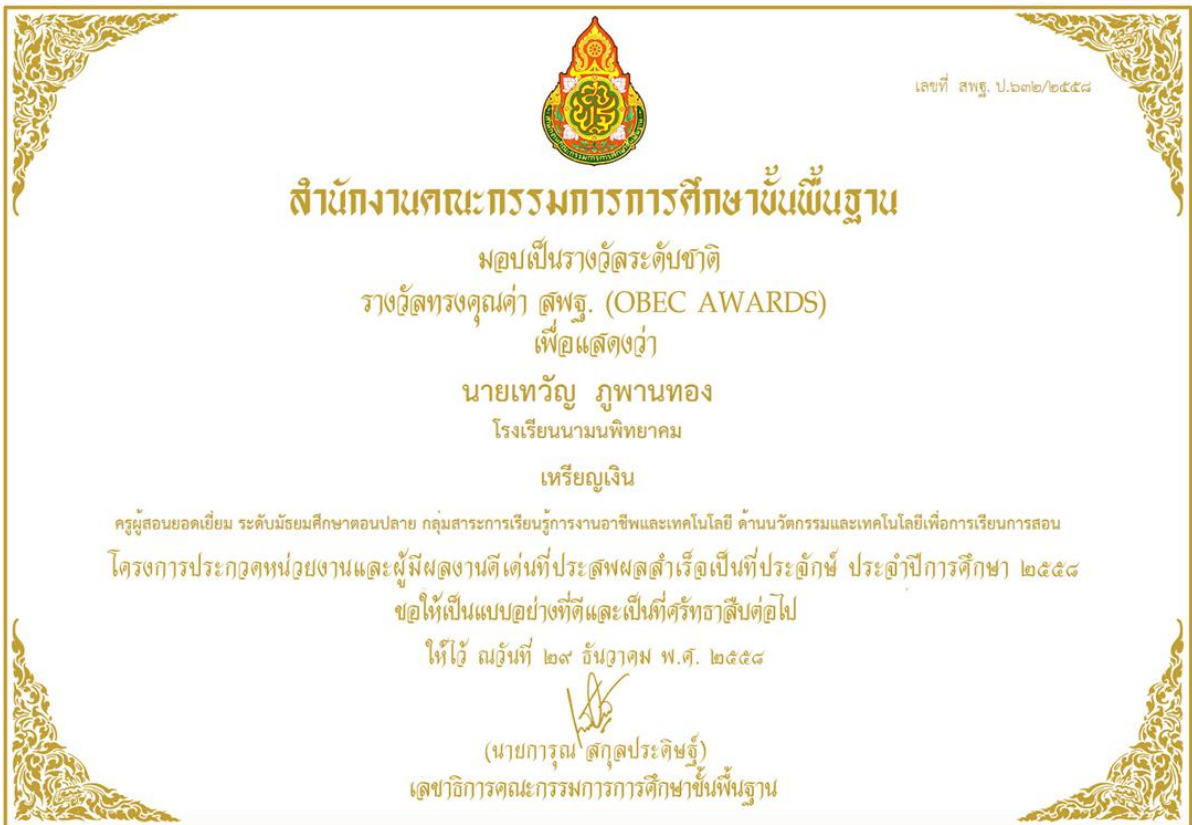 เลขที่ สพฐ. ป.๖๓๒/๒๕๕๘
สำนักงานคณะกรรมการการศึกษาขั้นพื้นฐาน
มอบเป็นรางวัลระดับชาติ
รางวัลทรงคุณค่า สพฐ. (OBEC AWARDS)
เพื่อแสดงว่า
นายเทวัญ ภูพานทอง
โรงเรียนนามนพิทยาคม
เหรียญเงิน
ครูผู้สอนยอดเยี่ยม ระดับมัธยมศึกษาตอนปลาย กลุ่มสาระการเรียนรู้การงานอาชีพและเทคโนโลยี ด้านนวัตกรรมและเทคโนโลยีเพื่อการเรียนการสอน
โครงการประกวดหน่วยงานและผู้มีผลงานดีเด่นที่ประสพผลสำเร็จเป็นที่ประจักษ์ ประจำปีการศึกษา ๒๕๕๘
ขอให้เป็นแบบอย่างที่ดีและเป็นที่ศรัทธาสืบต่อไป
ให้ไว้ ณวันที่ ๒๙ ธันวาคม พ.ศ. ๒๕๕๘
(นายการุณ สกุลประดิษฐ์)
เลขาธิการคณะกรรมการการศึกษาขั้นพื้นฐาน